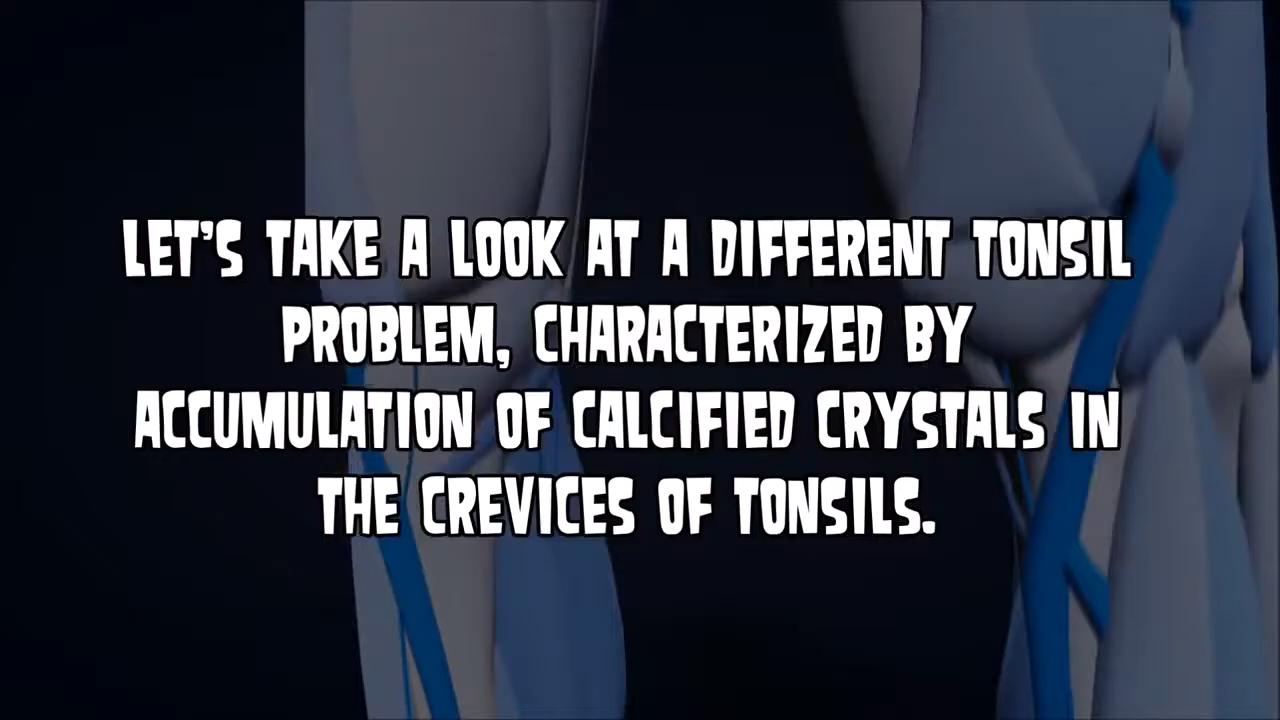 LET'S TAKE A LOOK AT A DIFFERENT TONSIL
PROBLEM, CHARACTERIZED BY
ACCUMULATION OF CALCIFIED CRYSTALS IN
THE CREVICES OF TONSILS.